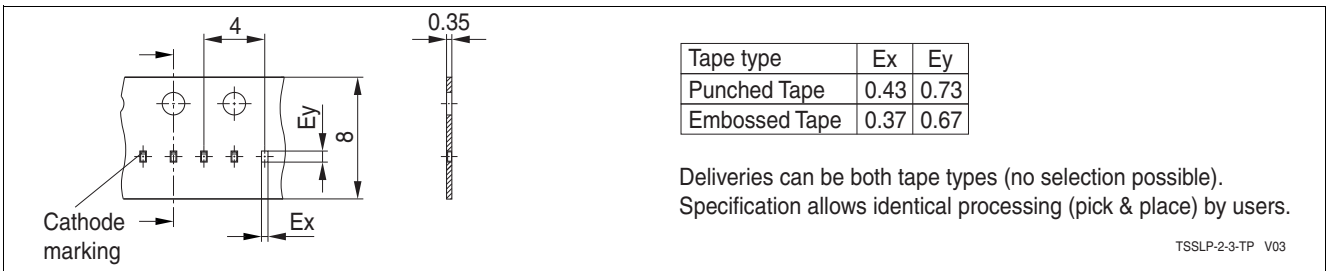 4
0.35
Ey
8
Ex
Cathode
marking
Tape type Ex Ey
Punched Tape 0.43 0.73
Embossed Tape 0.37 0.67
Deliveries can be both tape types (no selection possible).
Specification allows identical processing (pick & place) by users.
TSSLP-2-3-TP V03